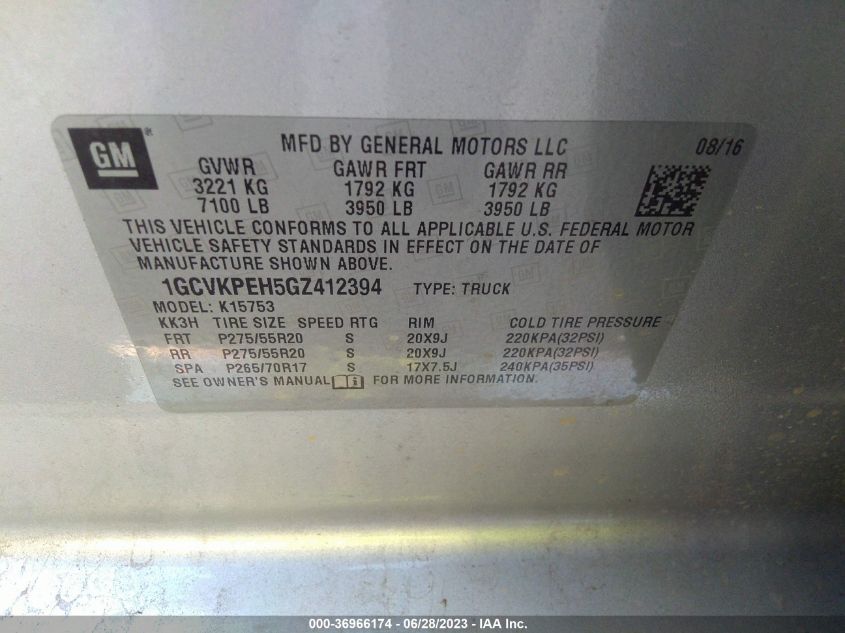 GM
MFD BY GENERAL MOTORS LLC 08/16
GVWR GAWR FRT GAWR RR
3221 KG 1792 KG 1792 KG
7100 LB 3950 LB 3950 LB
THIS VEHICLE CONFORMS TO ALL APPLICABLE U.S. FEDERAL MOTOR
VEHICLE SAFETY STANDARDS IN EFFECT ON THE DATE OF
MANUFACTURE SHOWN ABOVE.
1GCVKPEH5GZ412394 TYPE: TRUCK
MODEL: K15753
KK3H TIRE SIZE SPEED RTG RIM COLD TIRE PRESSURE
FRT P275/55R20 S 20X9J 220KPA(32PSI)
RR P275/55R20 S 20X9J 220KPA(32PSI)
SPA P265/70R17 S 17X7.5J 240KPA(35PSI)
SEE OWNER'S MANUAL FOR MORE INFORMATION.
000-36966174 - 06/28/2023 - IAA Inc.